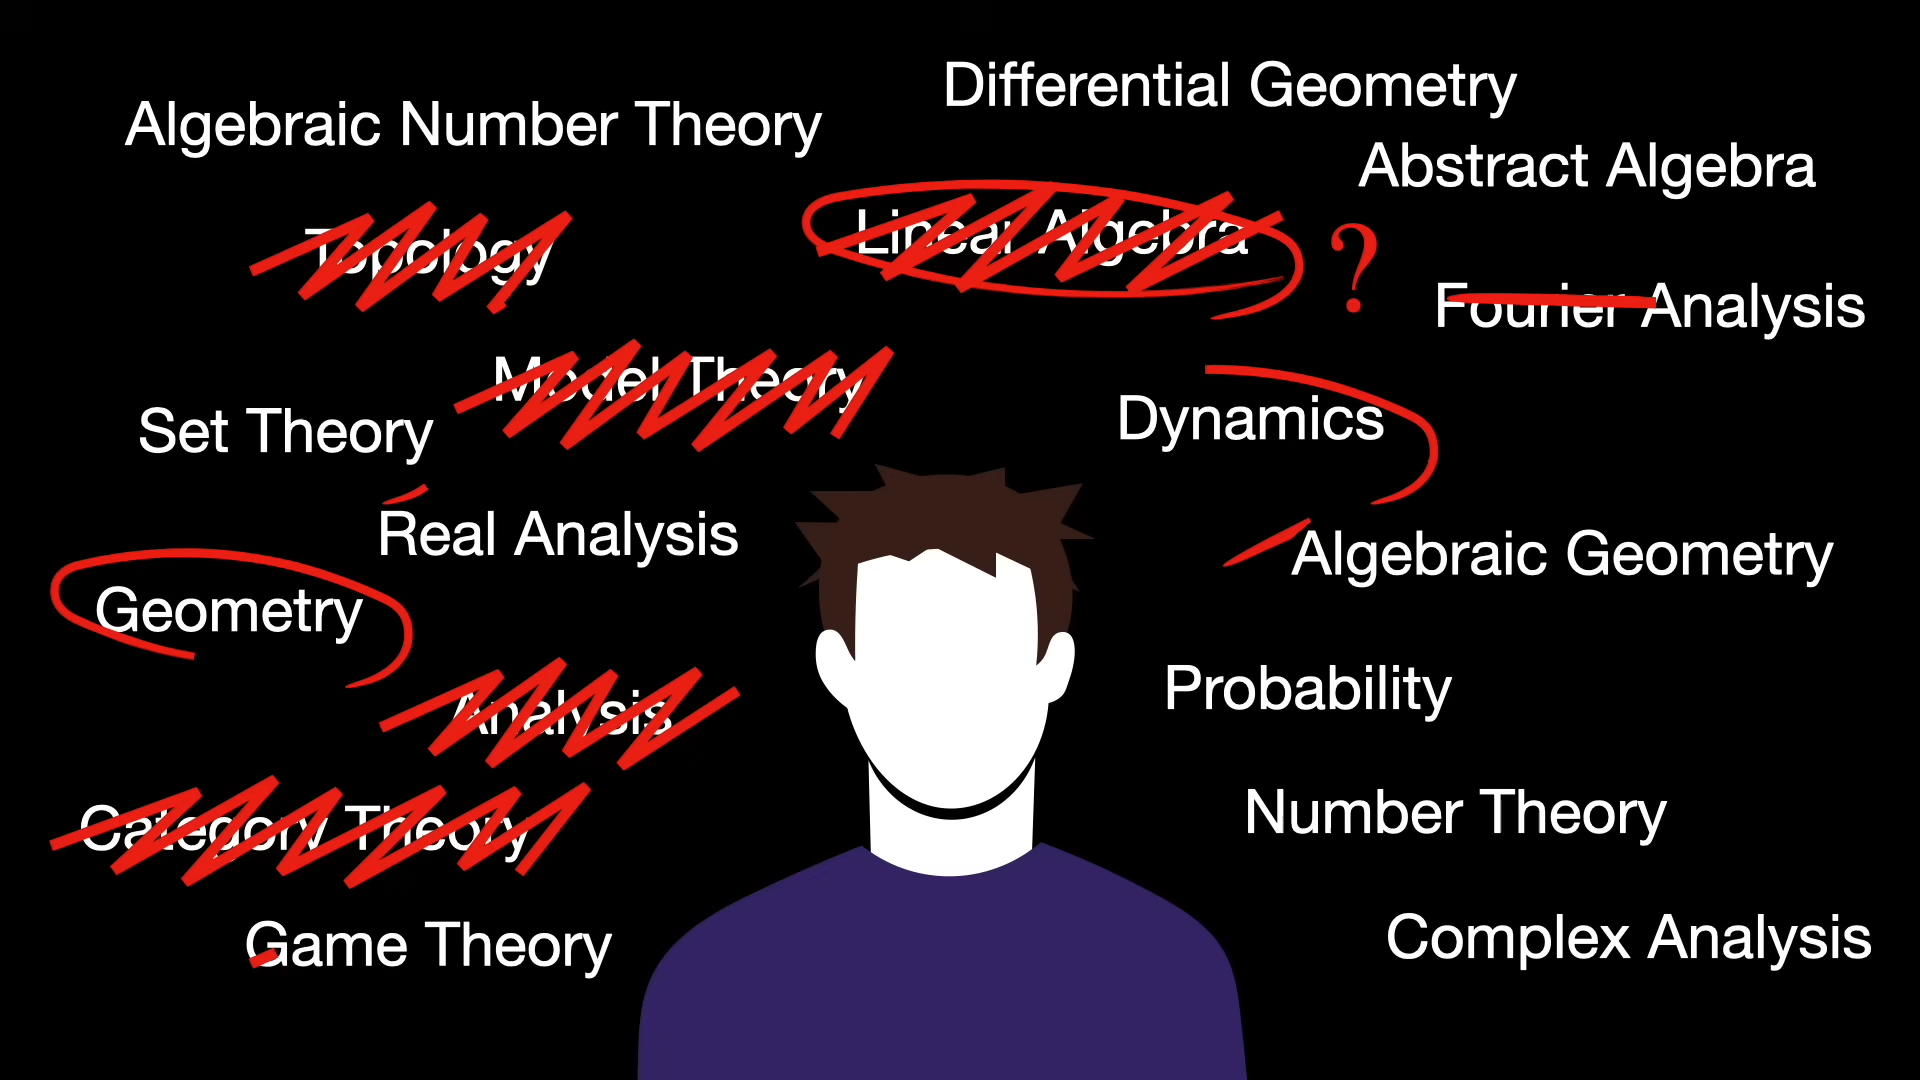 Differential Geometry
Algebraic Number Theory
Abstract Algebra
Topology
Linear Algebra
?
Fourier Analysis
Model Theory
Set Theory
Dynamics
Real Analysis
Algebraic Geometry
Geometry
Analysis
Probability
Category Theory
Number Theory
Game Theory
Complex Analysis